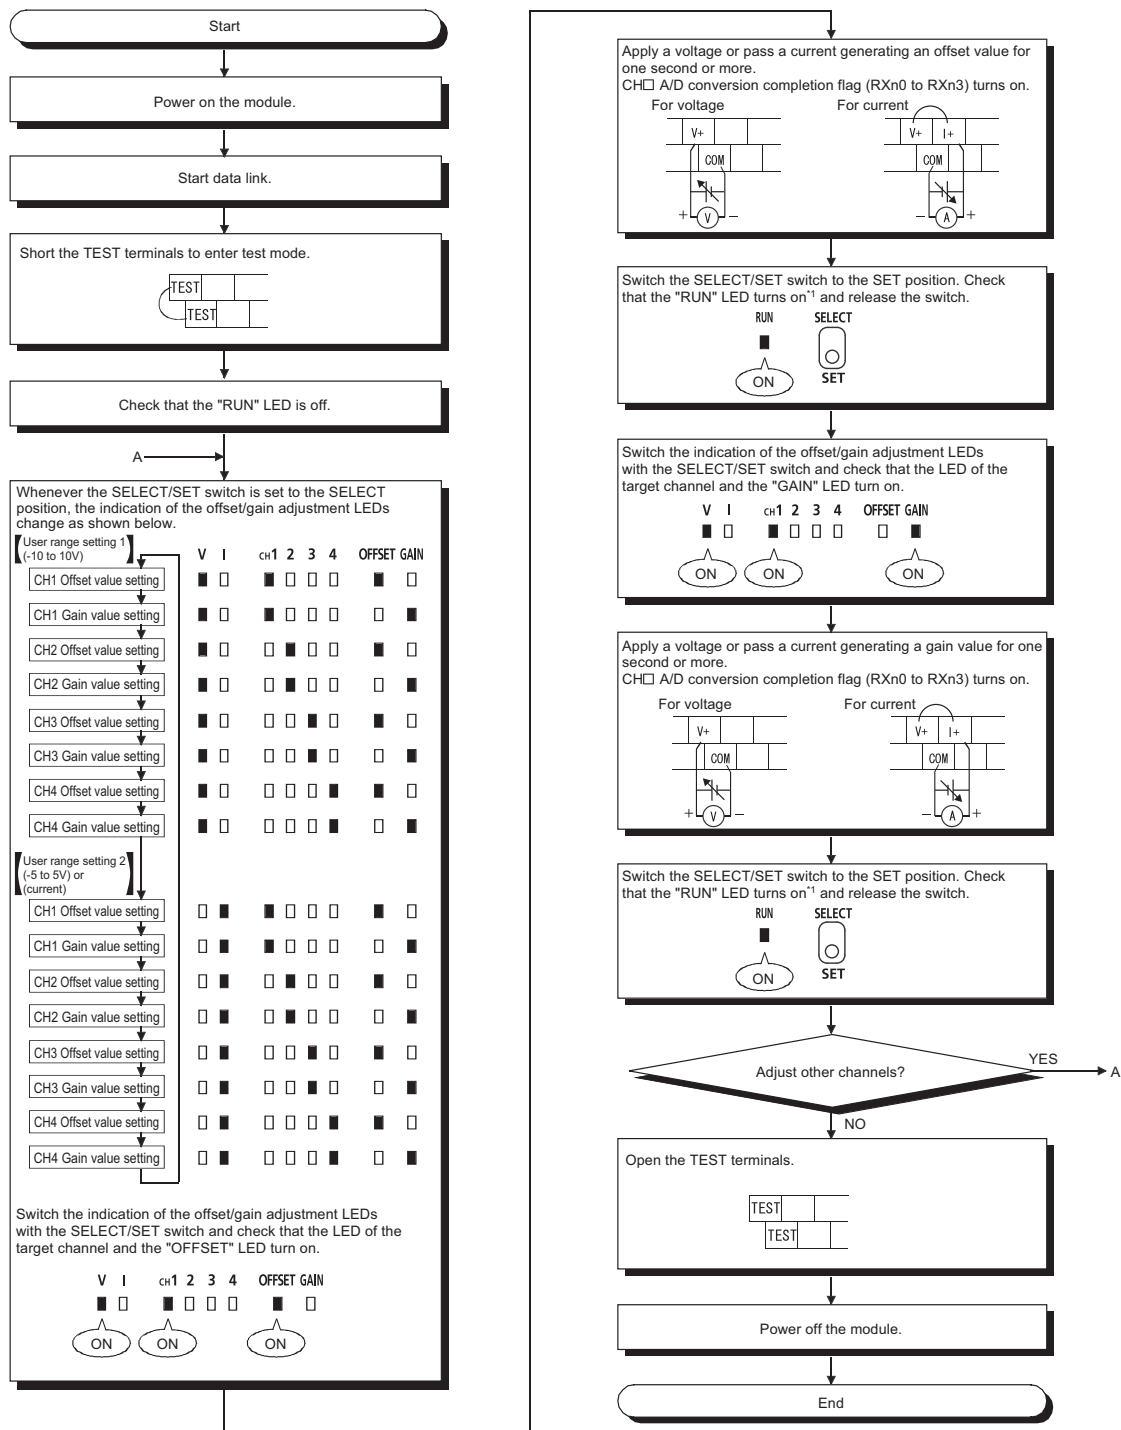 Start
Power on the module.
Start data link.
Short the TEST terminals to enter test mode.
TEST
TEST
Check that the "RUN" LED is off.
A
Whenever the SELECT/SET switch is set to the SELECT
position, the indication of the offset/gain adjustment LEDs
change as shown below.
User range setting 1
(-10 to 10V)
V I CH1 2 3 4 OFFSET GAIN
CH1 Offset value setting
CH1 Gain value setting
CH2 Offset value setting
CH2 Gain value setting
CH3 Offset value setting
CH3 Gain value setting
CH4 Offset value setting
CH4 Gain value setting
User range setting 2
(-5 to 5V) or
(current)
CH1 Offset value setting
CH1 Gain value setting
CH2 Offset value setting
CH2 Gain value setting
CH3 Offset value setting
CH3 Gain value setting
CH4 Offset value setting
CH4 Gain value setting
Switch the indication of the offset/gain adjustment LEDs
with the SELECT/SET switch and check that the LED of the
target channel and the "OFFSET" LED turn on.
V I CH1 2 3 4 OFFSET GAIN
ON ON ON
Apply a voltage or pass a current generating an offset value for
one second or more.
CH□ A/D conversion completion flag (RXn0 to RXn3) turns on.
For voltage For current
V+ V+ I+
COM COM
+ V − − A +
Switch the SELECT/SET switch to the SET position. Check
that the "RUN" LED turns on*1 and release the switch.
RUN SELECT
ON SET
Switch the indication of the offset/gain adjustment LEDs
with the SELECT/SET switch and check that the LED of the
target channel and the "GAIN" LED turn on.
V I CH1 2 3 4 OFFSET GAIN
ON ON ON
Apply a voltage or pass a current generating a gain value for one
second or more.
CH□ A/D conversion completion flag (RXn0 to RXn3) turns on.
For voltage For current
V+ V+ I+
COM COM
+ V − − A +
Switch the SELECT/SET switch to the SET position. Check
that the "RUN" LED turns on*1 and release the switch.
RUN SELECT
ON SET
Adjust other channels?
YES
A
NO
Open the TEST terminals.
TEST
TEST
Power off the module.
End